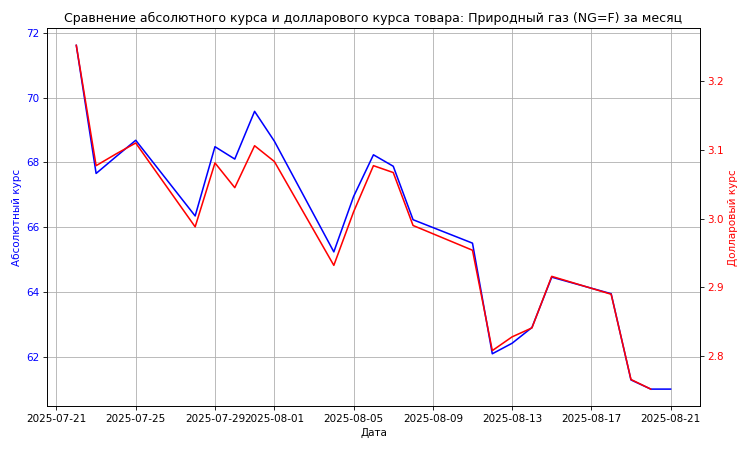 Сравнение абсолютного курса и долларового курса товара: Природный газ (NG=F) за месяц
72
70
68
66
64
62
Абсолютный курс
3.2
3.1
3.0
2.9
2.8
Долларовый курс
2025-07-21 2025-07-25 2025-07-29 2025-08-01 2025-08-05 2025-08-09 2025-08-13 2025-08-17 2025-08-21
Дата